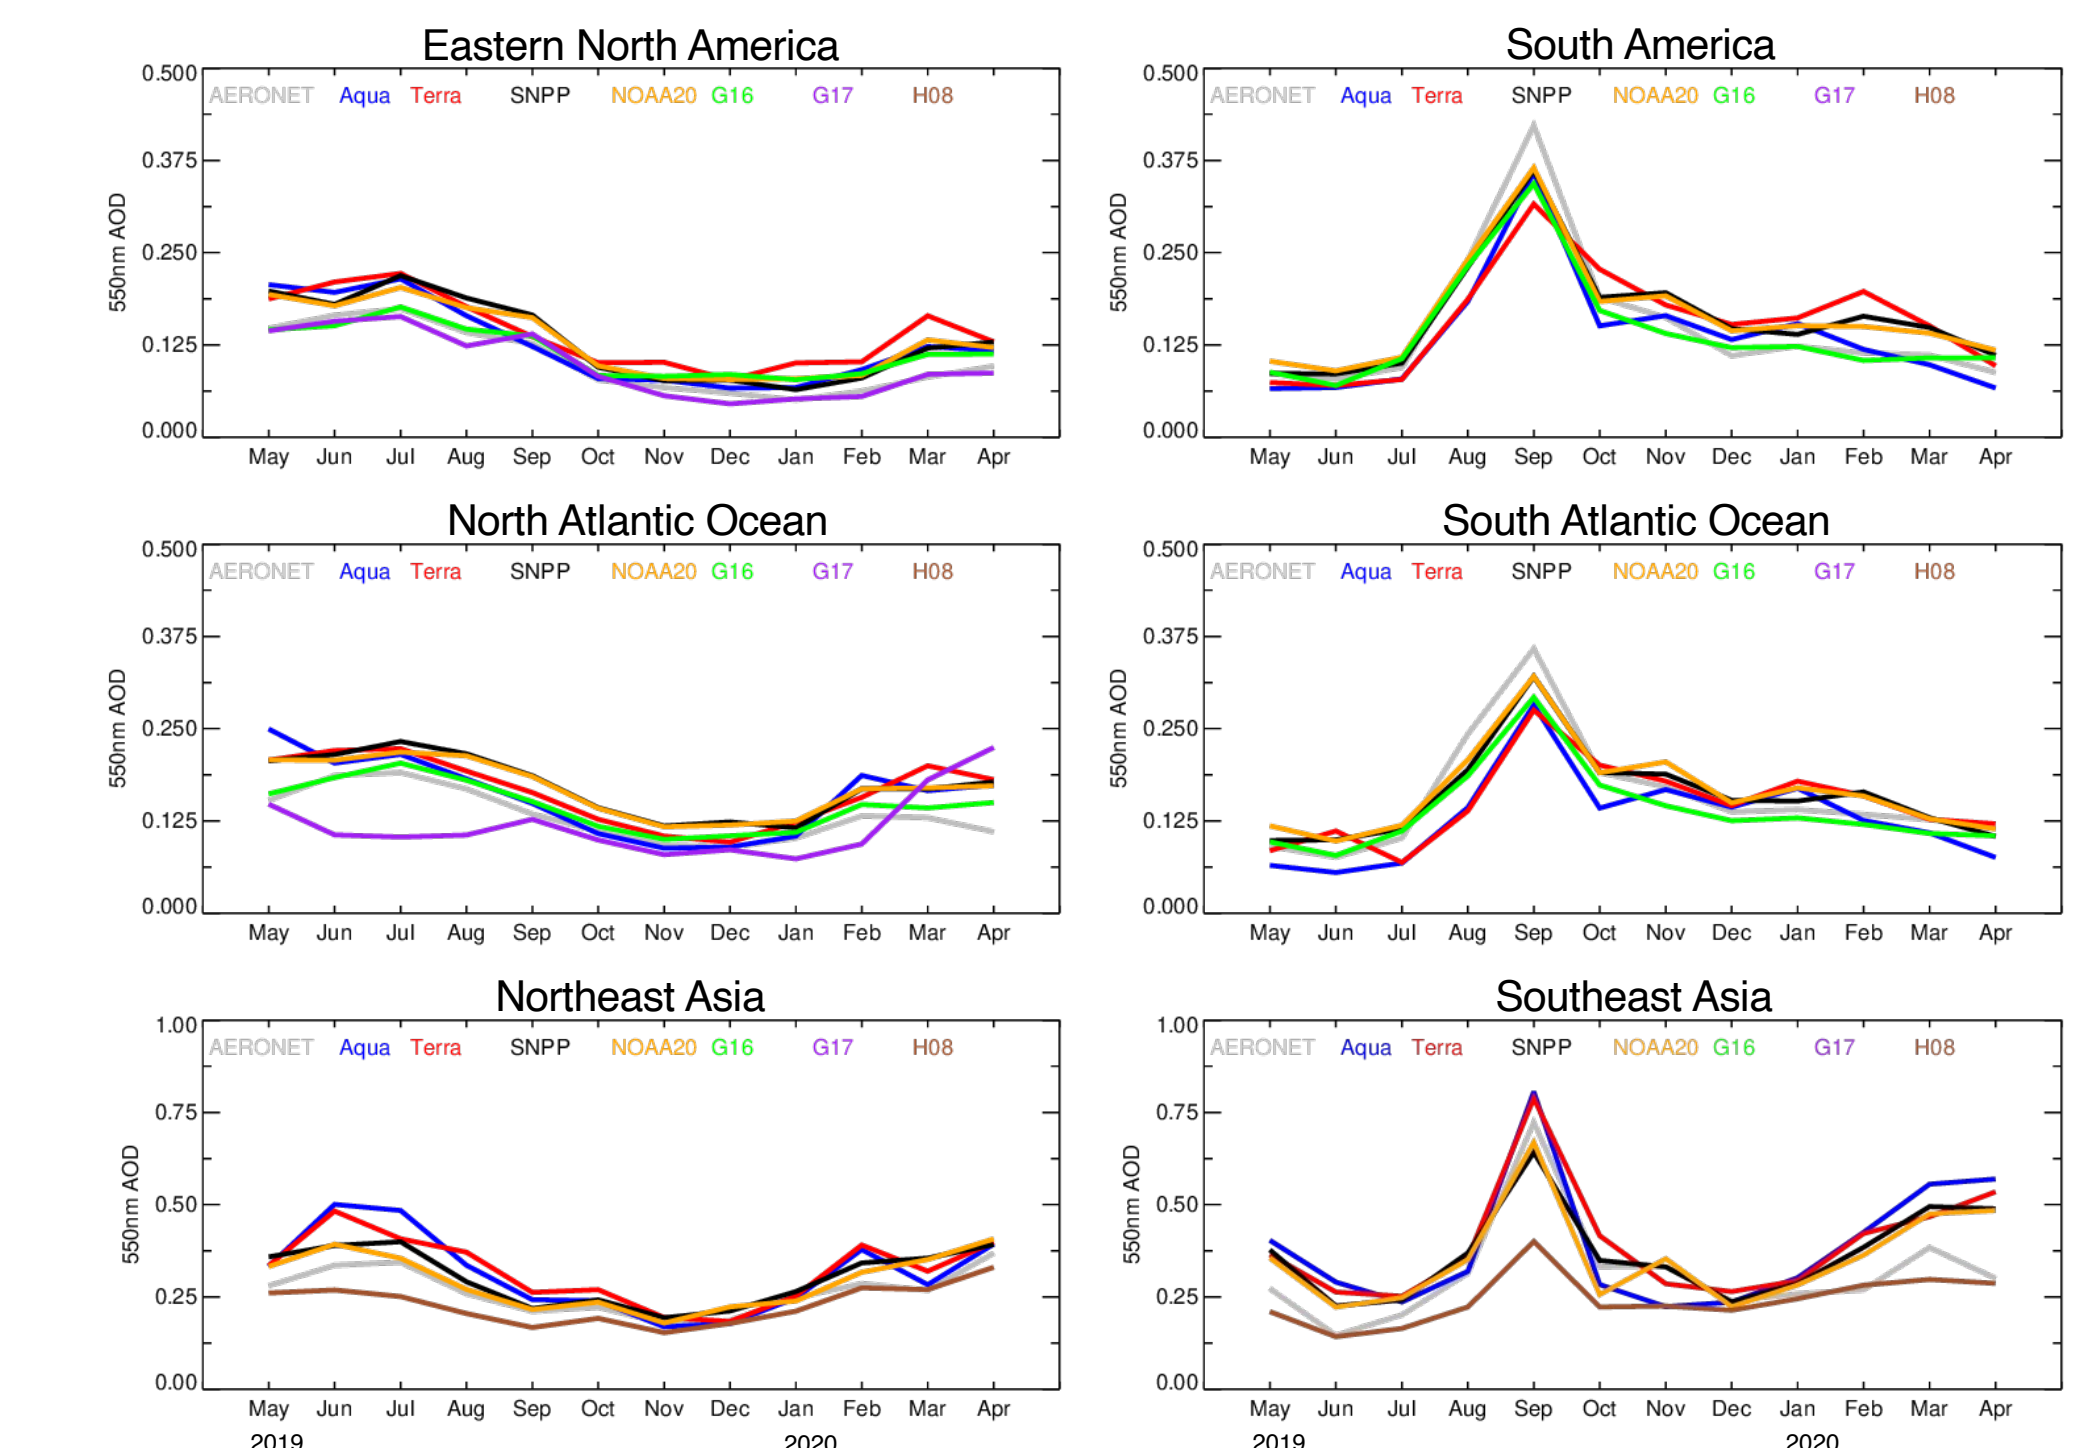 Eastern North America
0.500
AERONET Aqua Terra SNPP NOAA20 G16 G17 H08
0.375
0.250
0.125
0.000
550nm AOD
May Jun Jul Aug Sep Oct Nov Dec Jan Feb Mar Apr
South America
0.500
AERONET Aqua Terra SNPP NOAA20 G16 G17 H08
0.375
0.250
0.125
0.000
550nm AOD
May Jun Jul Aug Sep Oct Nov Dec Jan Feb Mar Apr
North Atlantic Ocean
0.500
AERONET Aqua Terra SNPP NOAA20 G16 G17 H08
0.375
0.250
0.125
0.000
550nm AOD
May Jun Jul Aug Sep Oct Nov Dec Jan Feb Mar Apr
South Atlantic Ocean
0.500
AERONET Aqua Terra SNPP NOAA20 G16 G17 H08
0.375
0.250
0.125
0.000
550nm AOD
May Jun Jul Aug Sep Oct Nov Dec Jan Feb Mar Apr
Northeast Asia
1.00
AERONET Aqua Terra SNPP NOAA20 G16 G17 H08
0.75
0.50
0.25
0.00
550nm AOD
May Jun Jul Aug Sep Oct Nov Dec Jan Feb Mar Apr
2019 2020
Southeast Asia
1.00
AERONET Aqua Terra SNPP NOAA20 G16 G17 H08
0.75
0.50
0.25
0.00
550nm AOD
May Jun Jul Aug Sep Oct Nov Dec Jan Feb Mar Apr
2019 2020